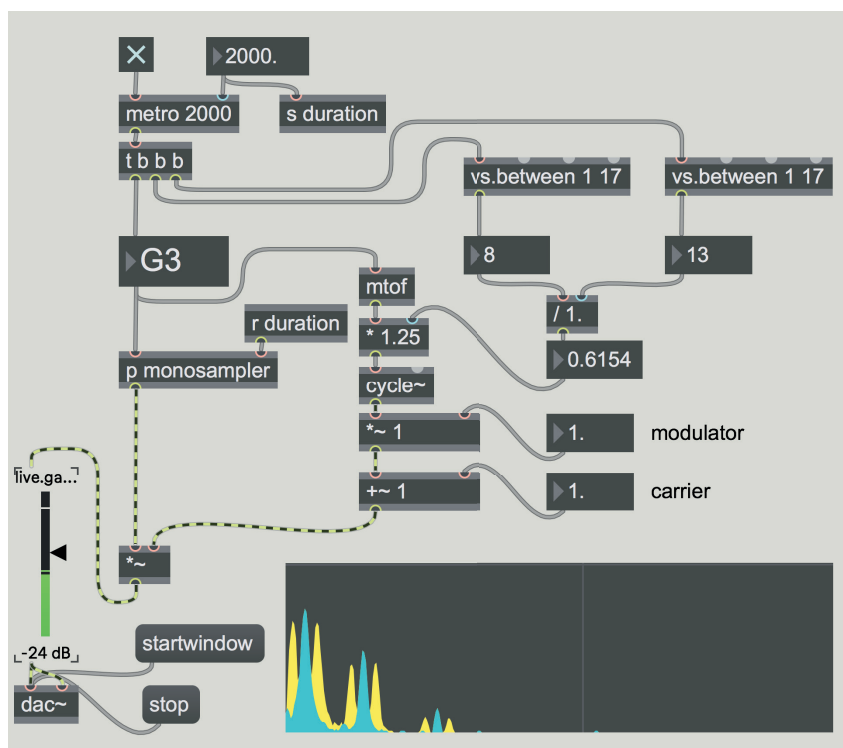 2000.
metro 2000
s duration
t b b b
vs.between 1 17
vs.between 1 17
G3
8
13
mtof
/ 1.
r duration
* 1.25
0.6154
p monosampler
cycle~
*~ 1
1.
modulator
live.ga...
+~ 1
1.
carrier
*~
startwindow
-24 dB
dac~
stop